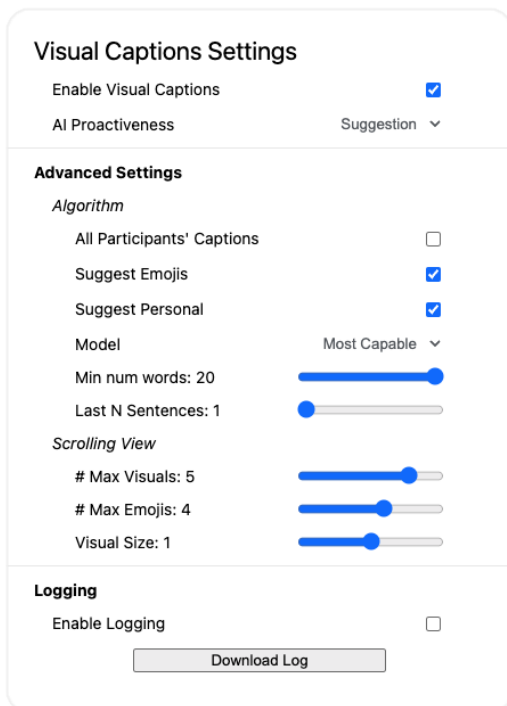 Visual Captions Settings
Enable Visual Captions
AI Proactiveness Suggestion
Advanced Settings
Algorithm
All Participants' Captions
Suggest Emojis
Suggest Personal
Model Most Capable
Min num words: 20
Last N Sentences: 1
Scrolling View
# Max Visuals: 5
# Max Emojis: 4
Visual Size: 1
Logging
Enable Logging
Download Log